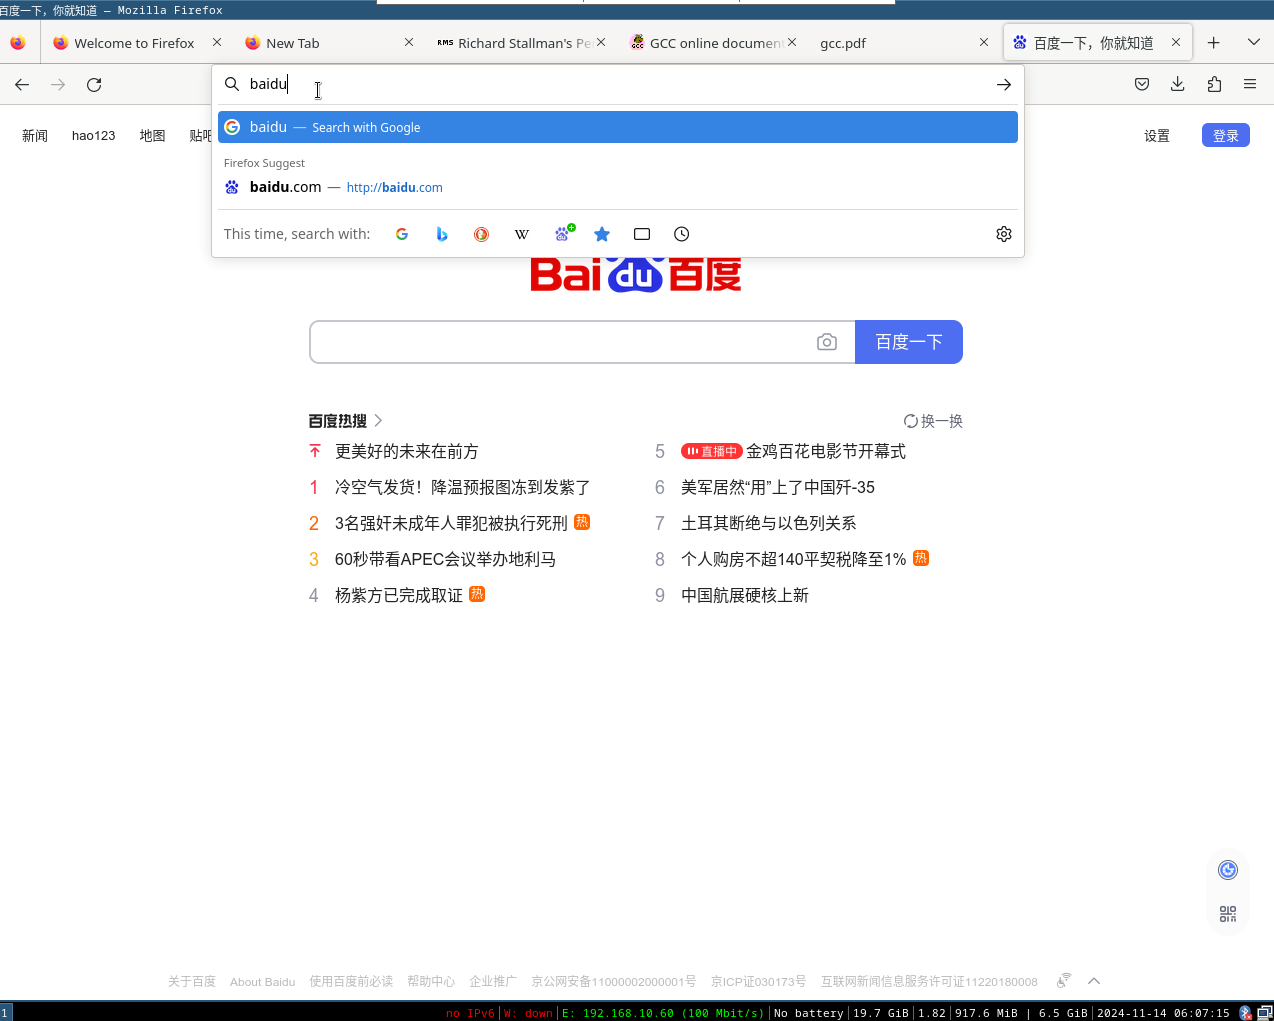 百度一下，你就知道 — Mozilla Firefox
Welcome to Firefox
New Tab
RMS Richard Stallman's Pe
GCC online documen
gcc.pdf
百度一下，你就知道
baidu
baidu — Search with Google
Firefox Suggest
baidu.com — http://baidu.com
This time, search with:
新闻 hao123 地图 贴吧
设置 登录
Bai du 百度
百度一下
百度热搜
换一换
更美好的未来在前方
1 冷空气发货！降温预报图冻到发紫了
2 3名强奸未成年人罪犯被执行死刑 热
3 60秒带看APEC会议举办地利马
4 杨紫方已完成取证 热
5 直播中 金鸡百花电影节开幕式
6 美军居然“用”上了中国歼-35
7 土耳其断绝与以色列关系
8 个人购房不超140平契税降至1% 热
9 中国航展硬核上新
关于百度 About Baidu 使用百度前必读 帮助中心 企业推广 京公网安备11000002000001号 京ICP证030173号 互联网新闻信息服务许可证11220180008
1 no IPv6 | W: down | E: 192.168.10.60 (100 Mbit/s) | No battery | 19.7 GiB | 1.82 | 917.6 MiB | 6.5 GiB | 2024-11-14 06:07:15